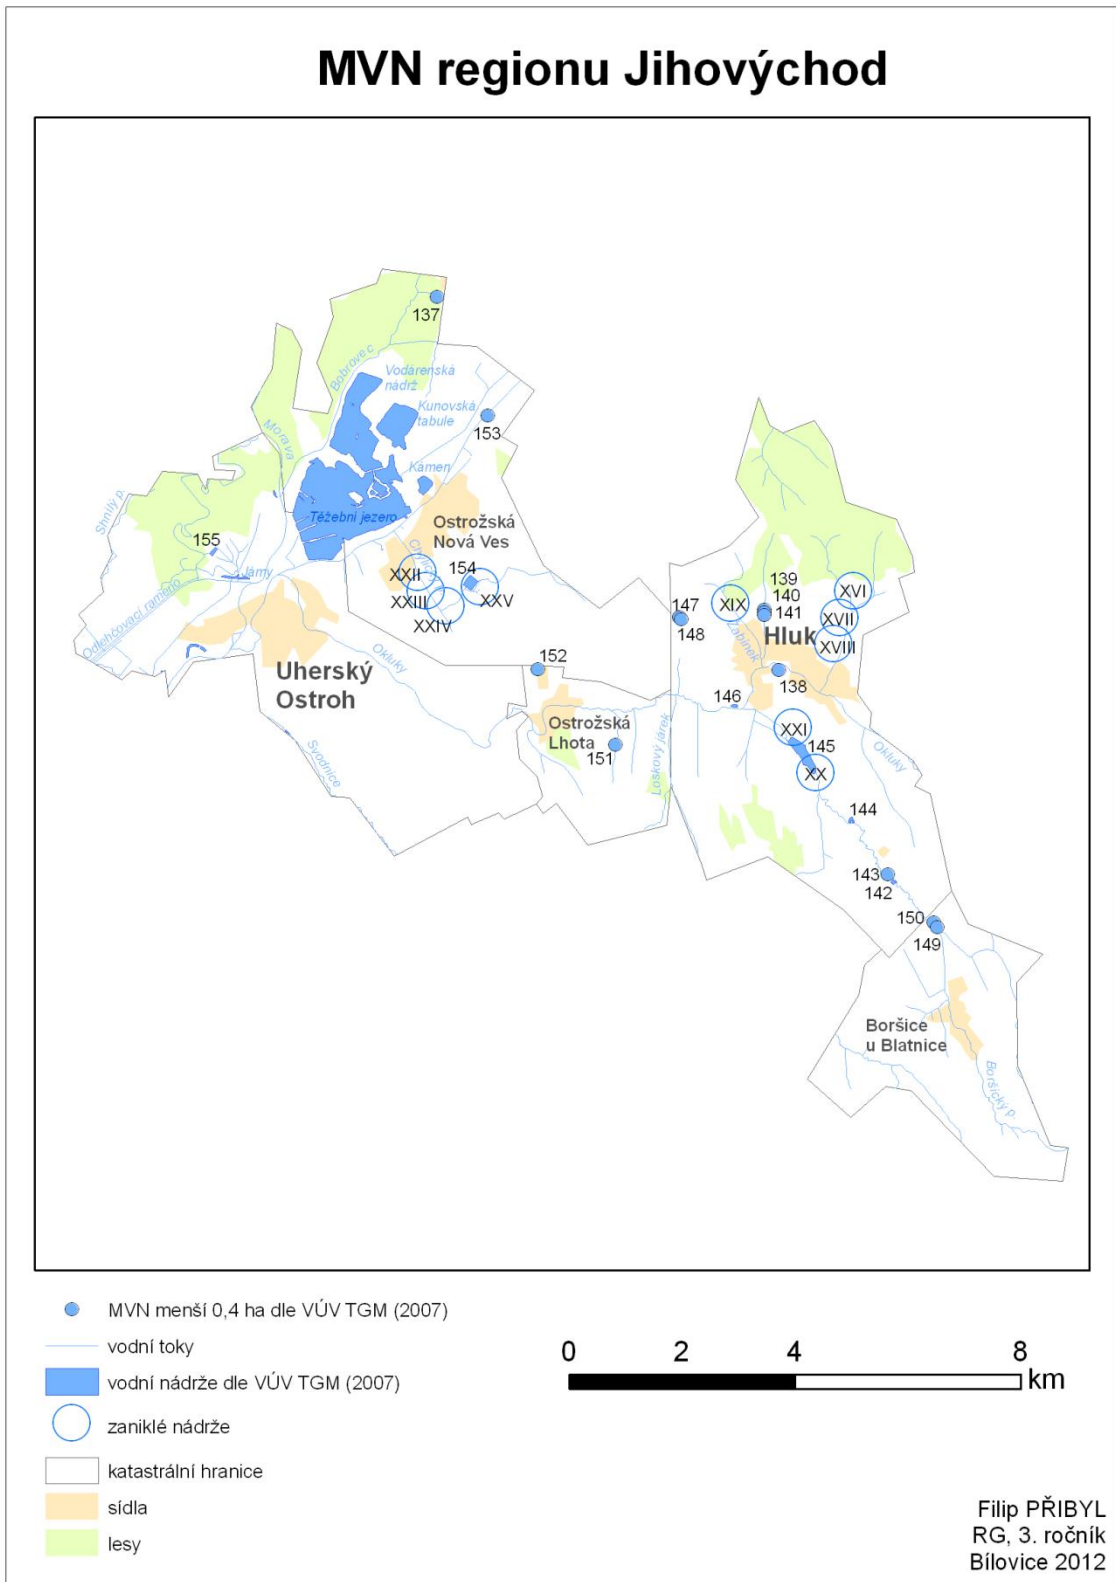 MVN regionu Jihovýchod
137
Bobrovec
Vodárenská
nádrž
Kunovská
tabule
153
Morava
Kámen
Shnilý p.
Těžební jezero
Ostrožská
Nová Ves
155
Jámy
Odlehčovací rameno
XXII
154
XXIII
XXV
XXIV
139
140
141
XIX
XVI
XVII
XVIII
147
148
Hluk
Žabínek
Uherský
Ostroh
Okluky
152
138
146
XXI
145
Okluky
XX
Ostrožská
Lhota
151
Loskový járek
Svodnice
144
143
142
150
149
Boršice
u Blatnice
Boršický p.
MVN menší 0,4 ha dle VÚV TGM (2007)
vodní toky
vodní nádrže dle VÚV TGM (2007)
zaniklé nádrže
katastrální hranice
sídla
lesy
0 2 4 8
km
Filip PŘIBYL
RG, 3. ročník
Bílovice 2012